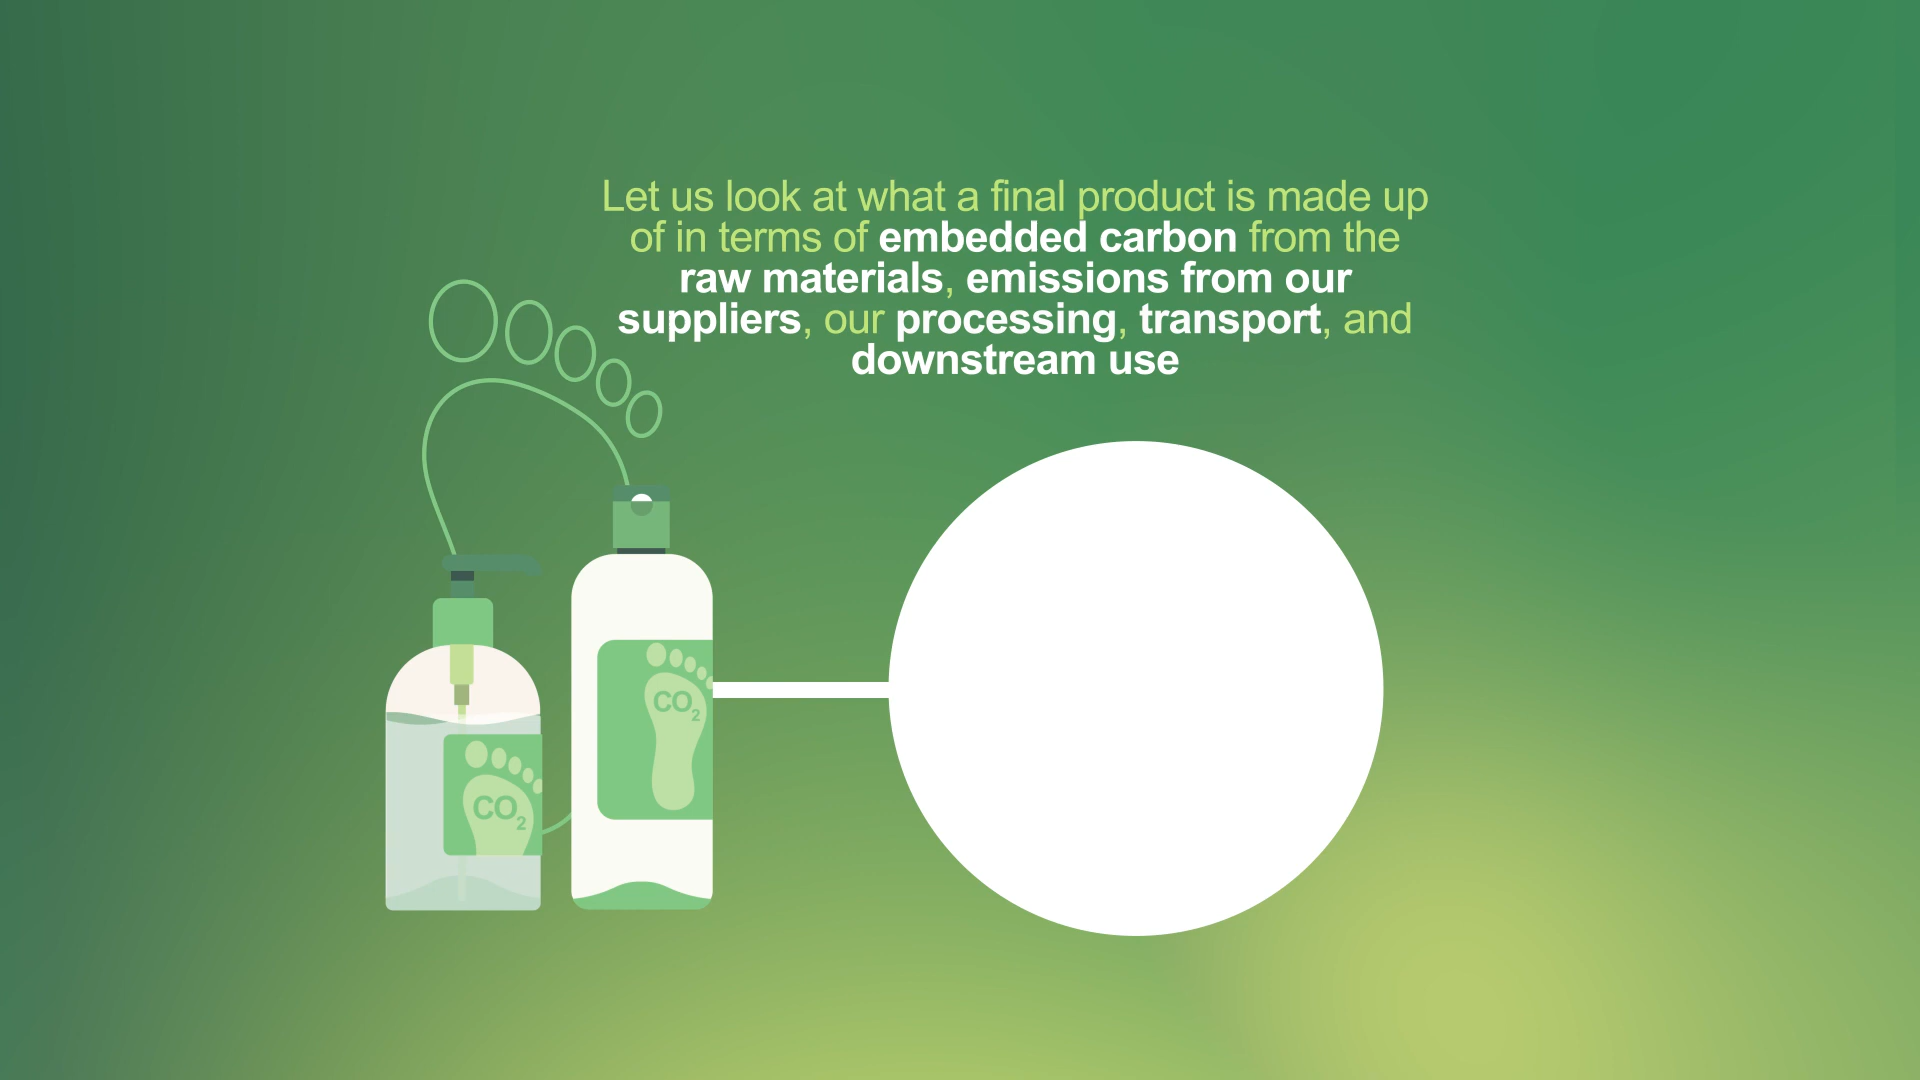 Let us look at what a final product is made up
of in terms of embedded carbon from the
raw materials, emissions from our
suppliers, our processing, transport, and
downstream use
CO2
CO2